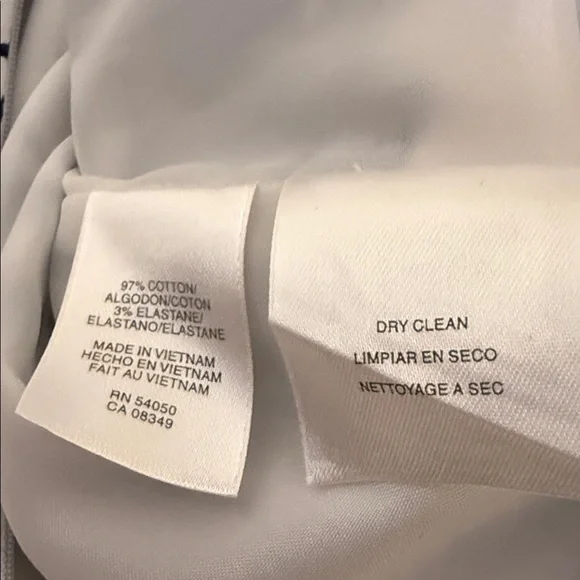 97% COTTON/
ALGODON/COTON
3% ELASTANE/
ELASTANO/ELASTANE
MADE IN VIETNAM
HECHO EN VIETNAM
FAIT AU VIETNAM
RN 54050
CA 08349
DRY CLEAN
LIMPIAR EN SECO
NETTOYAGE A SEC